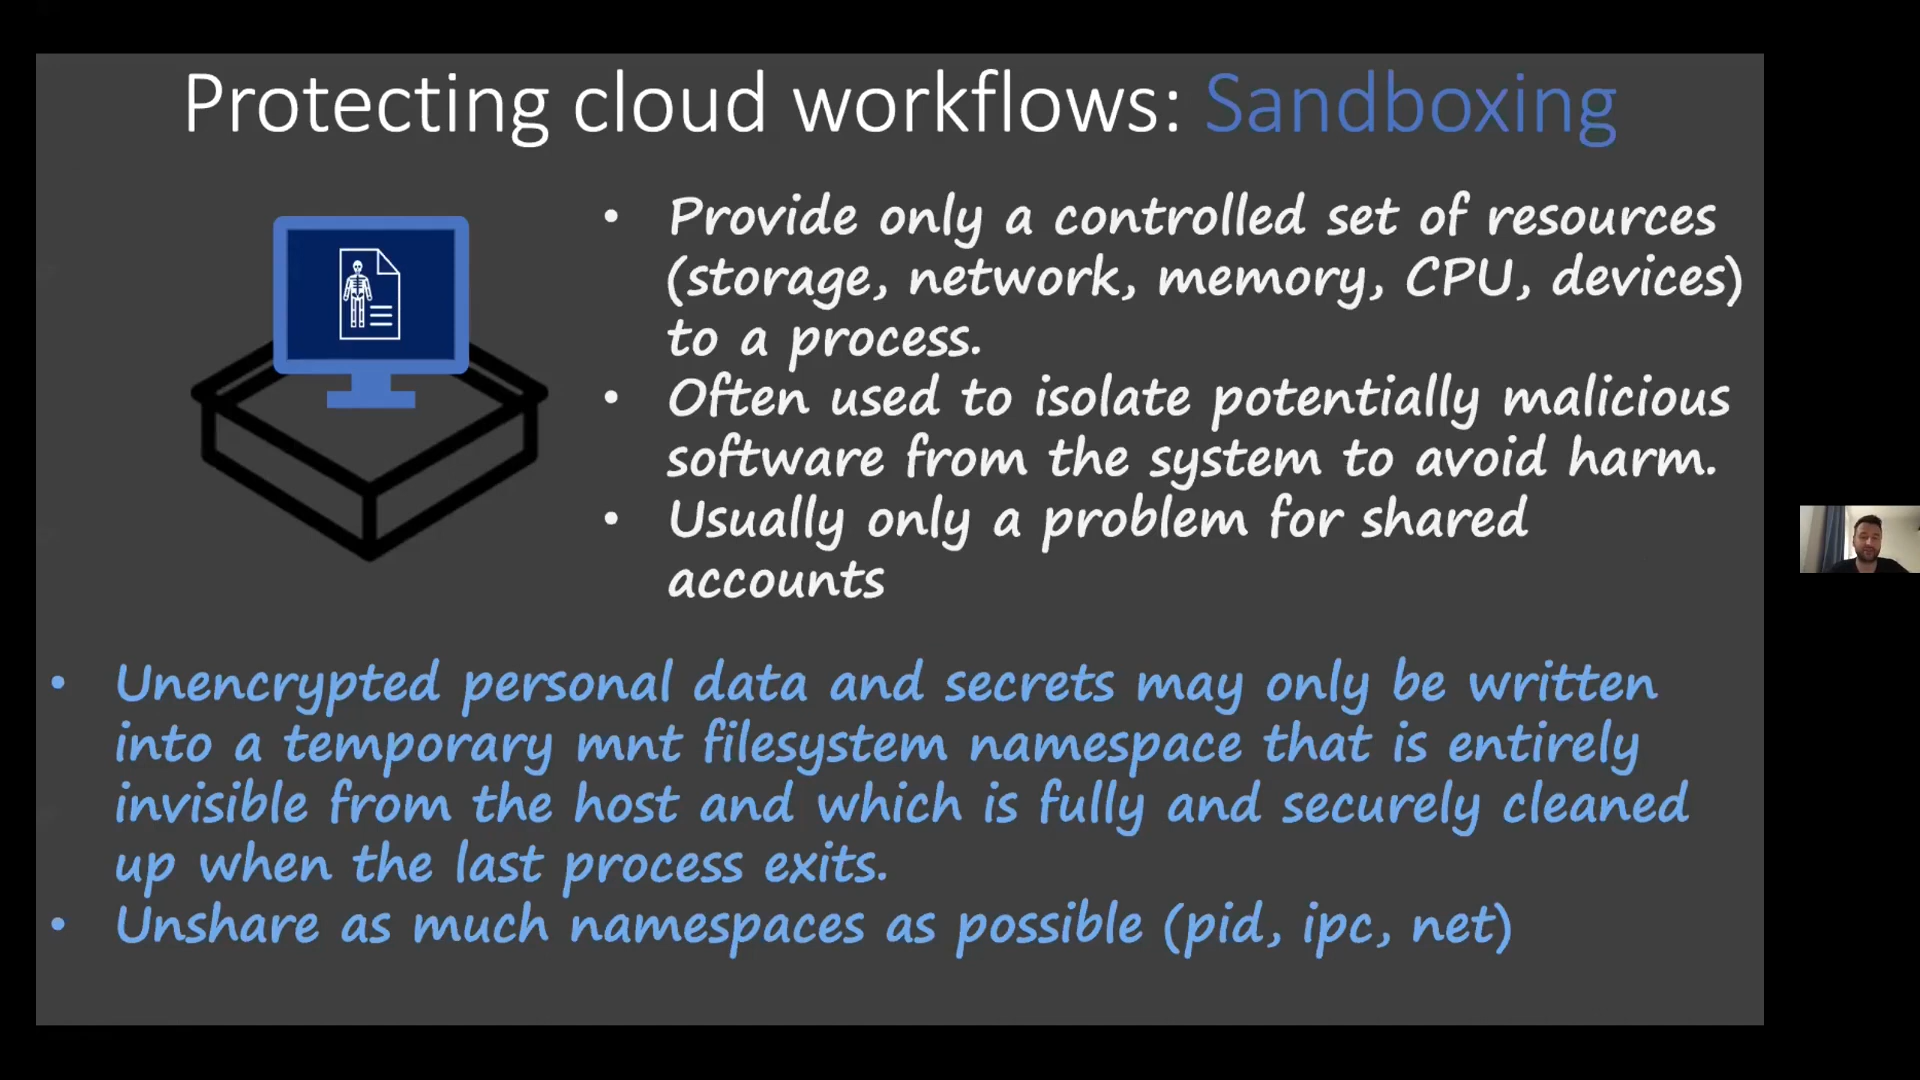 Protecting cloud workflows: Sandboxing
• Provide only a controlled set of resources
(storage, network, memory, CPU, devices)
to a process.
• Often used to isolate potentially malicious
software from the system to avoid harm.
• Usually only a problem for shared
accounts
• Unencrypted personal data and secrets may only be written
into a temporary mnt filesystem namespace that is entirely
invisible from the host and which is fully and securely cleaned
up when the last process exits.
• Unshare as much namespaces as possible (pid, ipc, net)